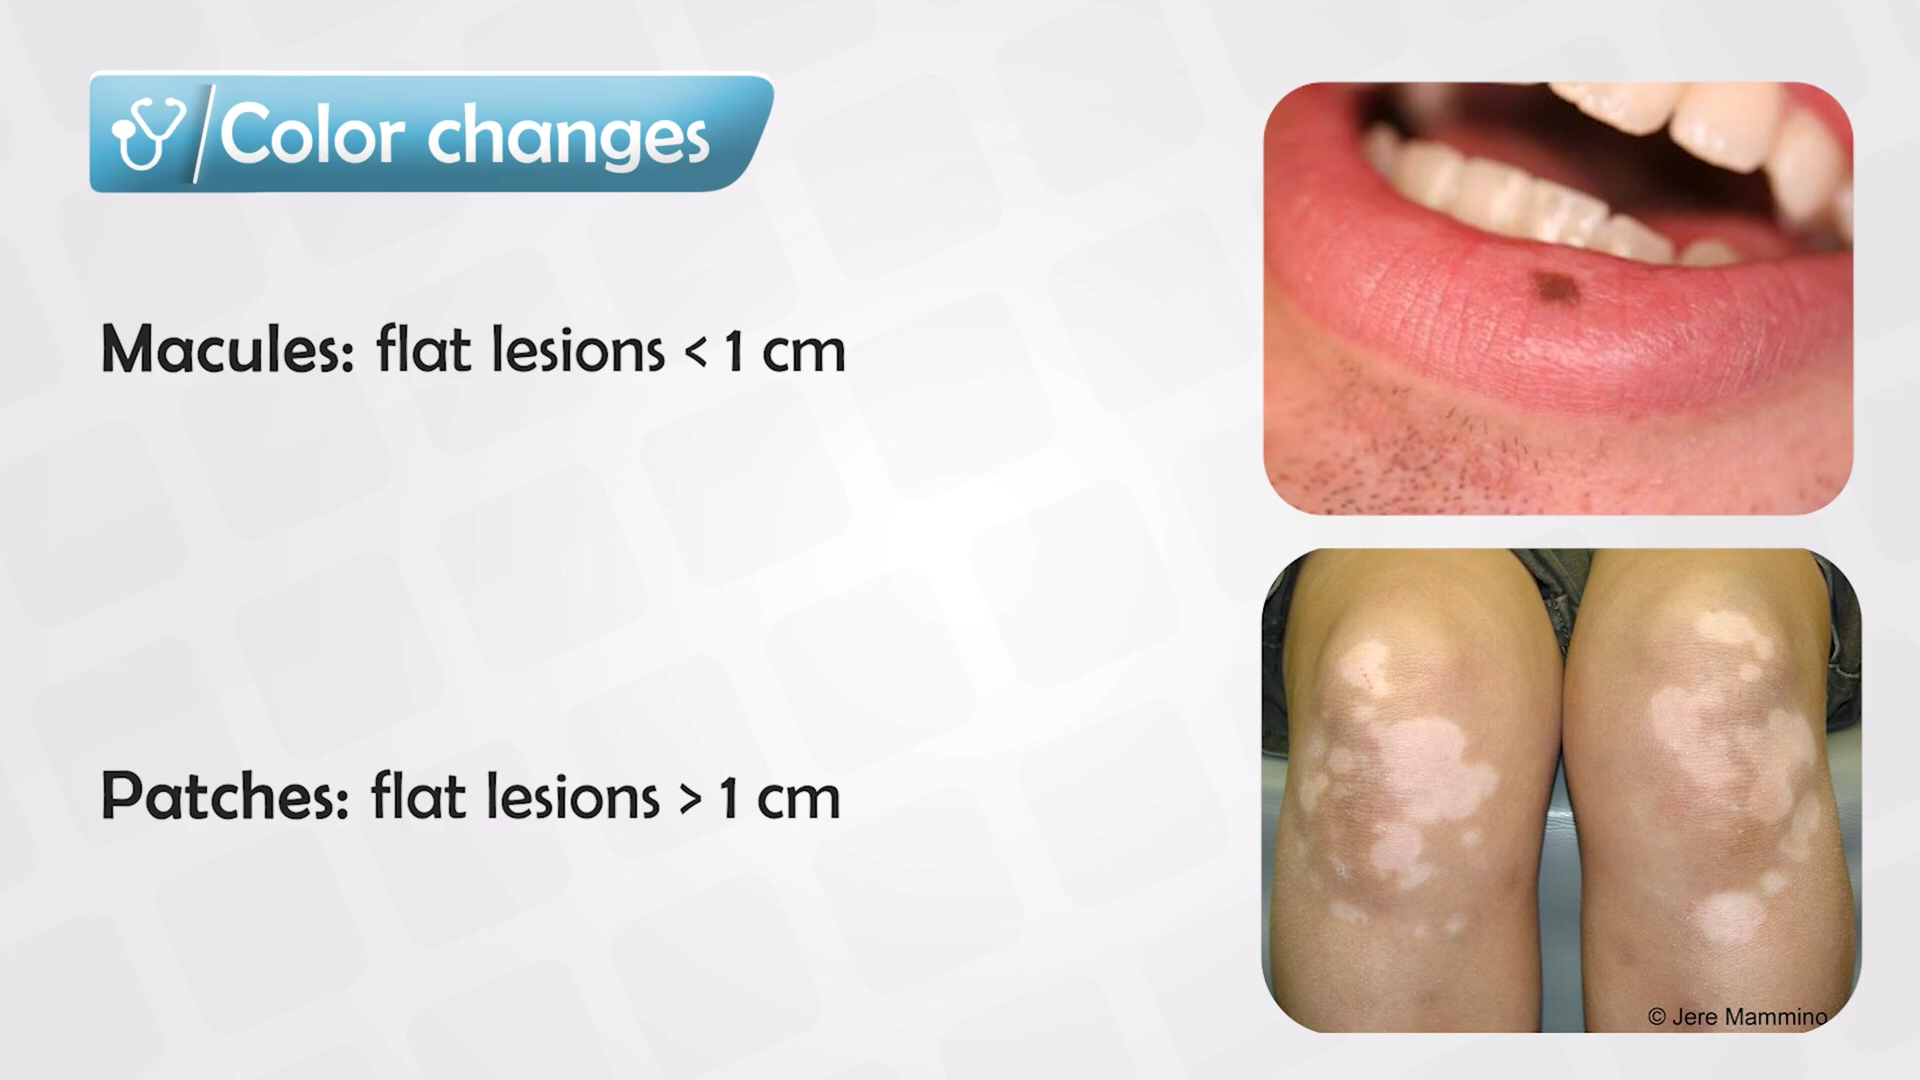 Color changes
Macules: flat lesions < 1 cm
Patches: flat lesions > 1 cm
© Jere Mammino